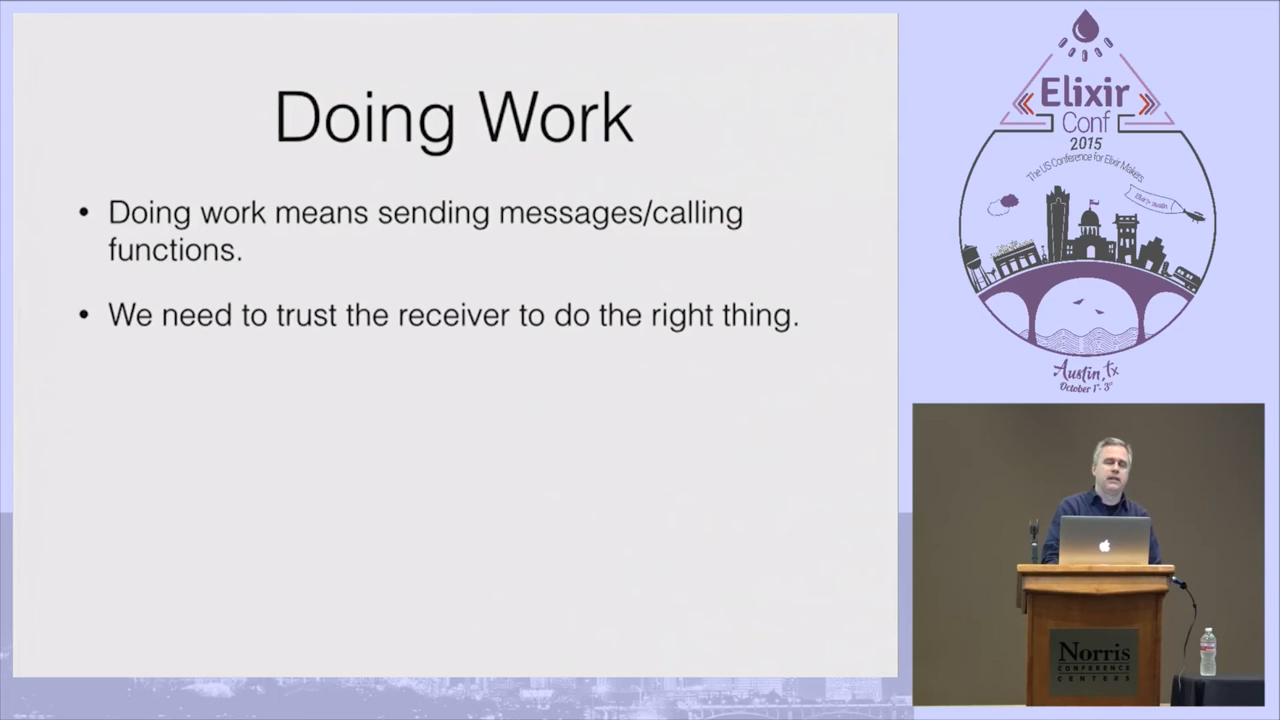 Doing Work
• Doing work means sending messages/calling
functions.
• We need to trust the receiver to do the right thing.
Elixir
Conf
2015
The US Conference for Elixir Makers
Austin, Tx
October 1st - 3rd
Norris
CONFERENCE
CENTERS